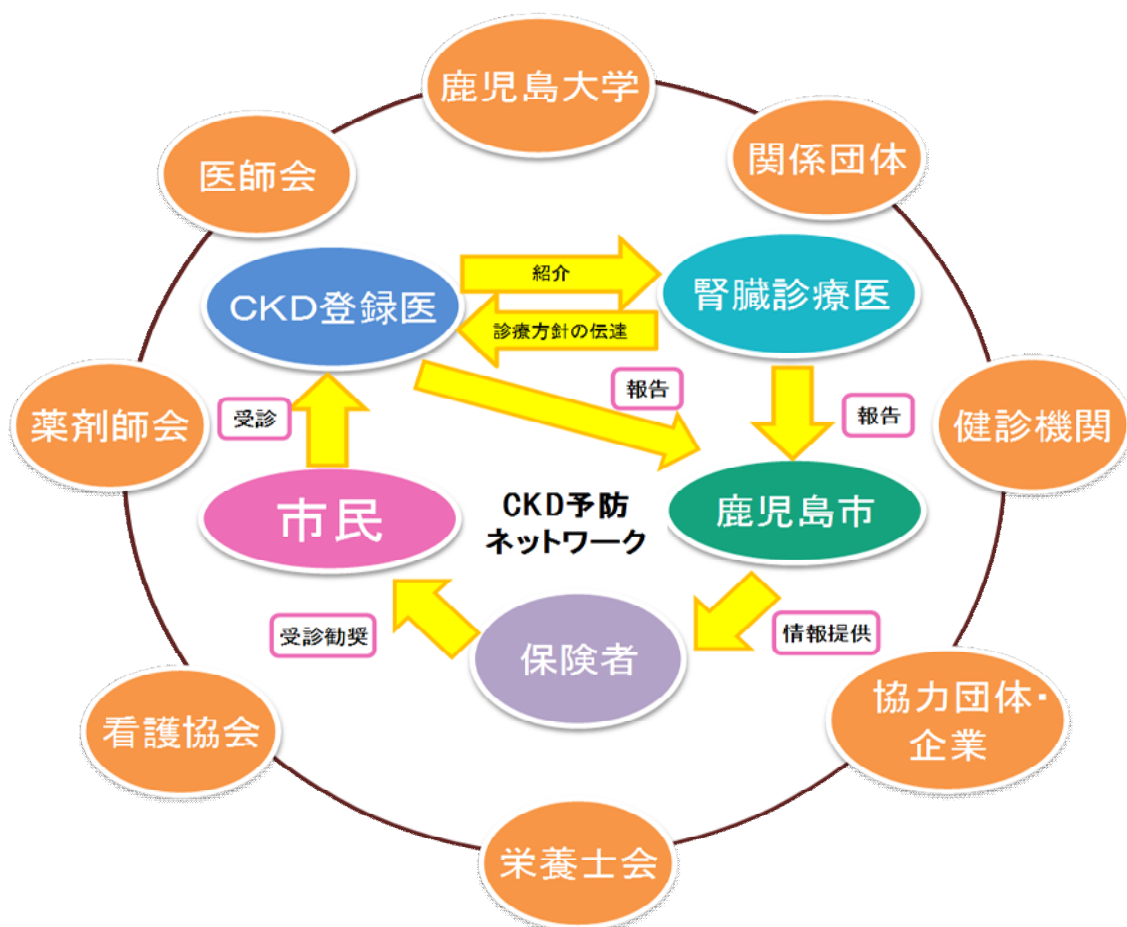 鹿児島大学
医師会
関係団体
CKD登録医
紹介
腎臓診療医
診療方針の伝達
薬剤師会
受診
報告
報告
健診機関
市民
CKD予防
ネットワーク
鹿児島市
受診勧奨
保険者
情報提供
看護協会
協力団体・
企業
栄養士会